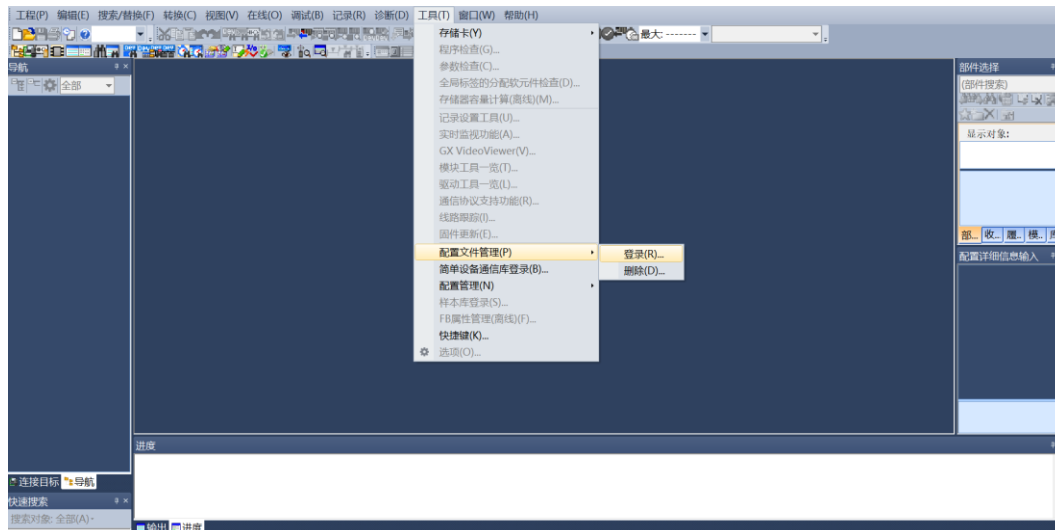 工程(P) 编辑(E) 搜索/替换(F) 转换(C) 视图(V) 在线(O) 调试(B) 记录(R) 诊断(D) 工具(T) 窗口(W) 帮助(H)
最大: -------
导航
全部
存储卡(Y)
程序检查(G)...
参数检查(C)...
全局标签的分配软元件检查(D)...
存储器容量计算(离线)(M)...
记录设置工具(U)...
实时监视功能(A)...
GX VideoViewer(V)...
模块工具一览(T)...
驱动工具一览(L)...
通信协议支持功能(R)...
线路跟踪(I)...
固件更新(E)...
配置文件管理(P)
登录(R)...
删除(D)...
简单设备通信库登录(B)...
配置管理(N)
样本库登录(S)...
FB属性管理(离线)(F)...
快捷键(K)...
选项(O)...
部件选择
(部件搜索)
显示对象:
部... 收... 履... 模... 库
配置详细信息输入
进度
连接目标 导航
快速搜索
搜索对象: 全部(A)
输出 进度